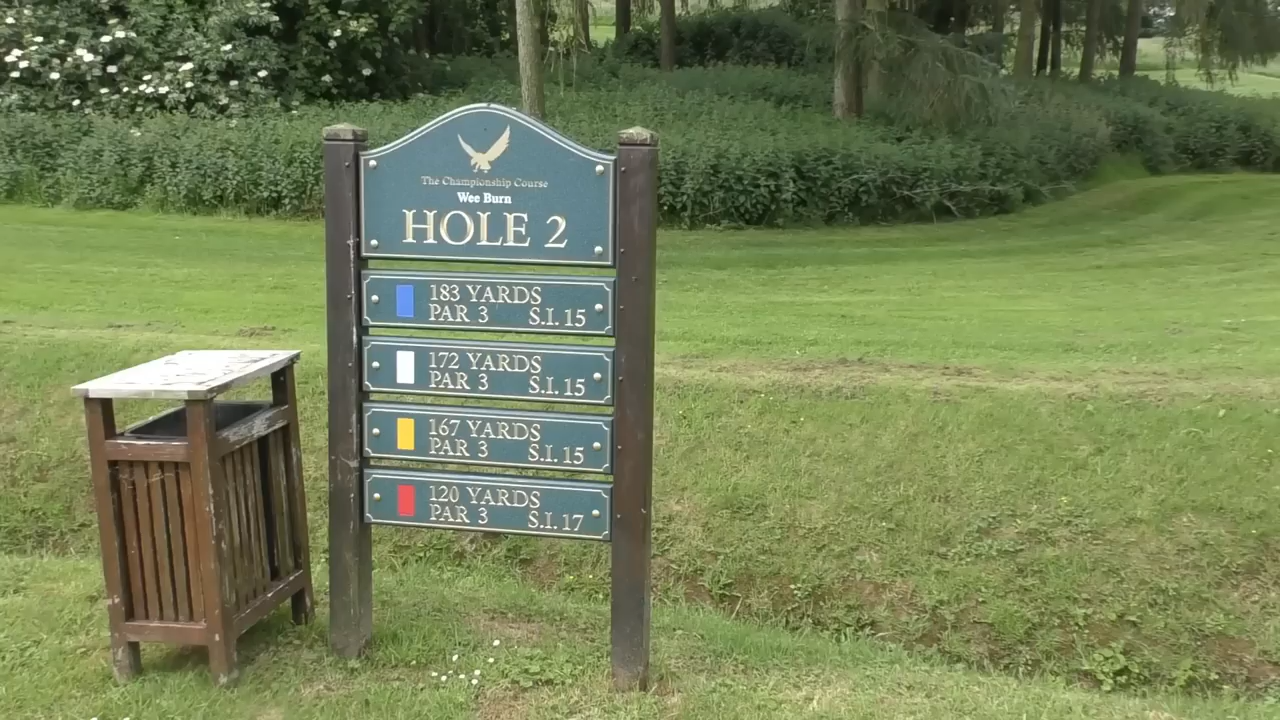 The Championship Course
Wee Burn
HOLE 2
183 YARDS
PAR 3 S.I. 15
172 YARDS
PAR 3 S.I. 15
167 YARDS
PAR 3 S.I. 15
120 YARDS
PAR 3 S.I. 17